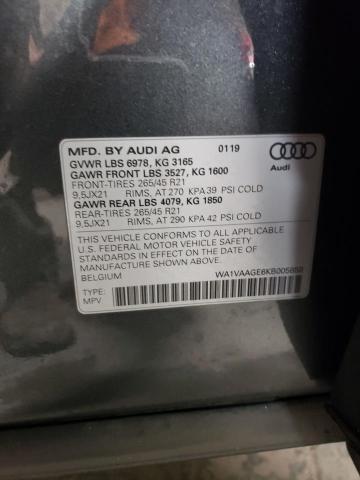 MFD. BY AUDI AG 0119
GVWR LBS 6978, KG 3165
GAWR FRONT LBS 3527, KG 1600
FRONT-TIRES 265/45 R21
9,5JX21 RIMS, AT 270 KPA 39 PSI COLD
GAWR REAR LBS 4079, KG 1850
REAR-TIRES 265/45 R21
9,5JX21 RIMS, AT 290 KPA 42 PSI COLD
THIS VEHICLE CONFORMS TO ALL APPLICABLE
U.S. FEDERAL MOTOR VEHICLE SAFETY
STANDARDS IN EFFECT ON THE DATE OF
MANUFACTURE SHOWN ABOVE.
BELGIUM
TYPE:
MPV
Audi